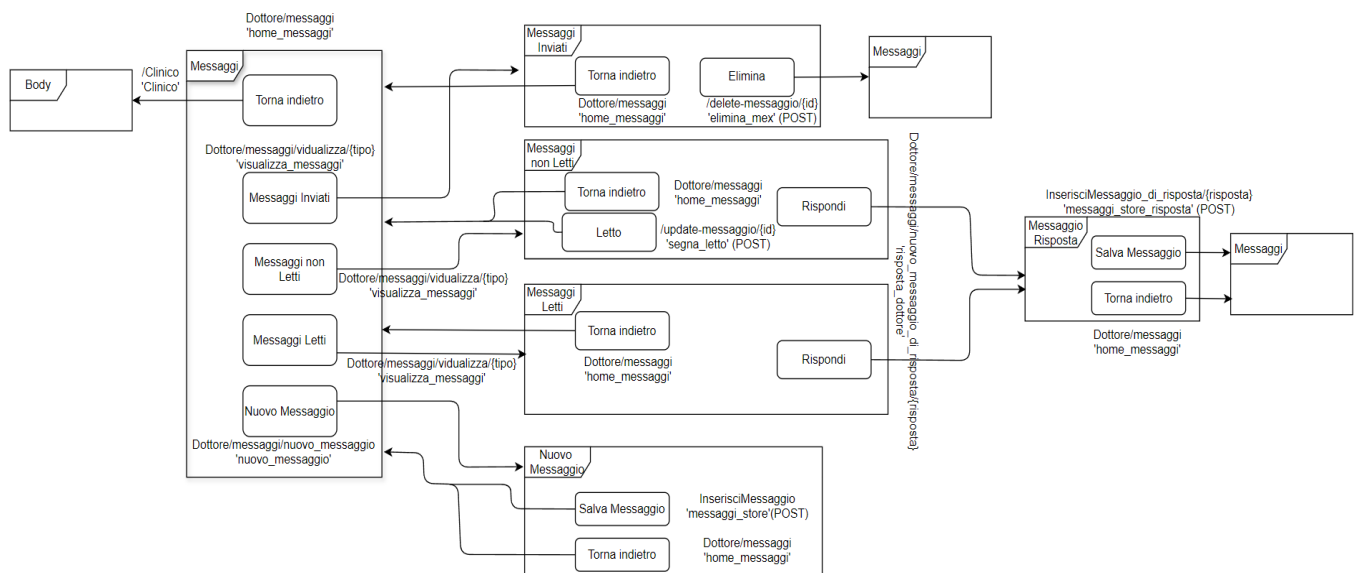 Dottore/messaggi
'home_messaggi'
Body
/Clinico
'Clinico'
Messaggi
Torna indietro
Dottore/messaggi/vidualizza/{tipo}
'visualizza_messaggi'
Messaggi Inviati
Messaggi non
Letti
Dottore/messaggi/vidualizza/{tipo}
'visualizza_messaggi'
Messaggi Letti
Dottore/messaggi/vidualizza/{tipo}
'visualizza_messaggi'
Nuovo Messaggio
Dottore/messaggi/nuovo_messaggio
'nuovo_messaggio'
Messaggi
Inviati
Torna indietro
Dottore/messaggi
'home_messaggi'
Elimina
/delete-messaggio/{id}
'elimina_mex' (POST)
Messaggi
Messaggi
non Letti
Torna indietro
Dottore/messaggi
'home_messaggi'
Letto
/update-messaggio/{id}
'segna_letto' (POST)
Rispondi
Messaggi
Letti
Torna indietro
Dottore/messaggi
'home_messaggi'
Rispondi
Dottore/messaggi/nuovo_messaggio_di_risposta/{risposta}
'risposta_dottore'
Nuovo
Messaggio
Salva Messaggio
InserisciMessaggio
'messaggi_store'(POST)
Torna indietro
Dottore/messaggi
'home_messaggi'
InserisciMessaggio_di_risposta/{risposta}
'messaggi_store_risposta' (POST)
Messaggio
Risposta
Salva Messaggio
Torna indietro
Dottore/messaggi
'home_messaggi'
Messaggi